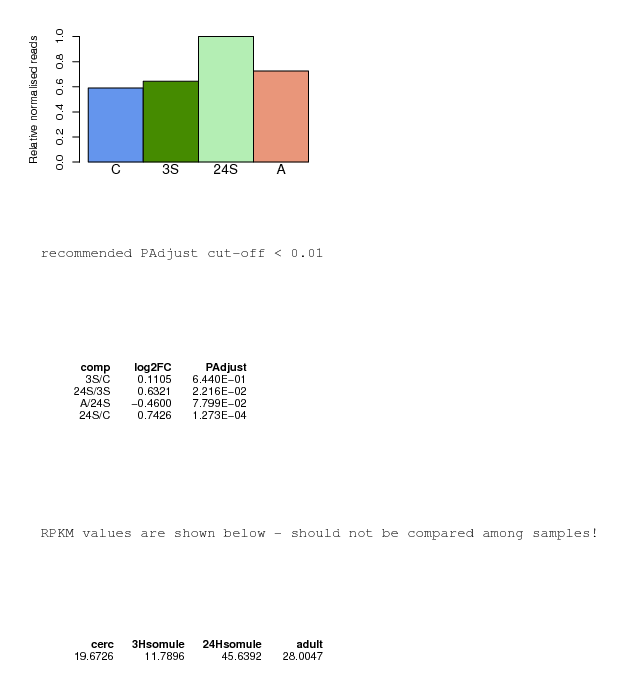 Relative normalised reads
1.0
0.8
0.6
0.4
0.2
0.0
C 3S 24S A
recommended PAdjust cut-off < 0.01
comp log2FC PAdjust
3S/C 0.1105 6.440E-01
24S/3S 0.6321 2.216E-02
A/24S -0.4600 7.799E-02
24S/C 0.7426 1.273E-04
RPKM values are shown below - should not be compared among samples!
cerc 3Hsomule 24Hsomule adult
19.6726 11.7896 45.6392 28.0047